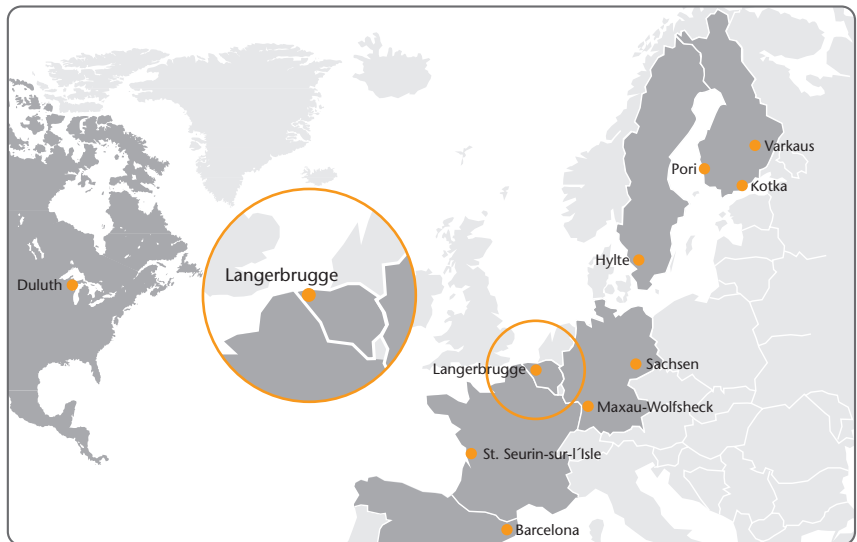 Varkaus
Pori
Kotka
Hylte
Langerbrugge
Duluth
Langerbrugge
Sachsen
Maxau-Wolfsheck
St. Seurin-sur-l´Isle
Barcelona